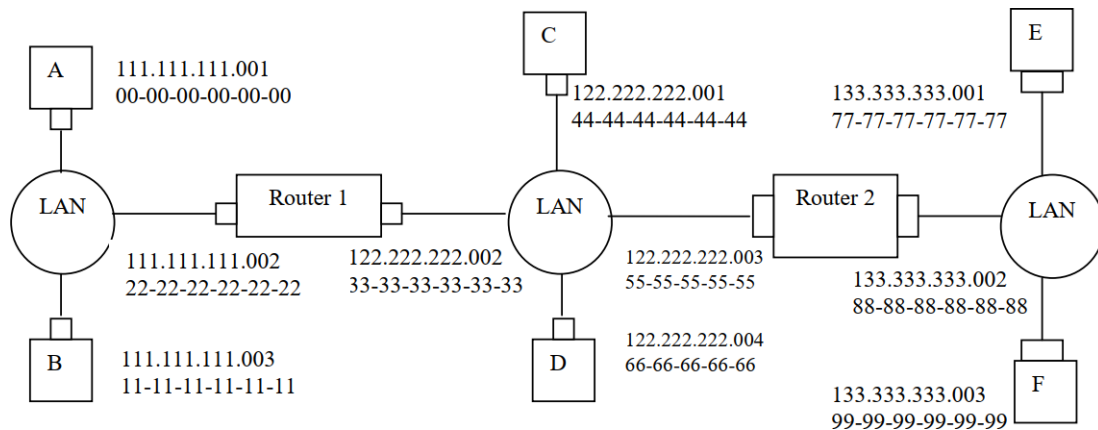 A
111.111.111.001
00-00-00-00-00-00
C
122.222.222.001
44-44-44-44-44-44
E
133.333.333.001
77-77-77-77-77-77
LAN
Router 1
LAN
Router 2
LAN
111.111.111.002
22-22-22-22-22-22
122.222.222.002
33-33-33-33-33-33
122.222.222.003
55-55-55-55-55
133.333.333.002
88-88-88-88-88-88
B
111.111.111.003
11-11-11-11-11-11
D
122.222.222.004
66-66-66-66-66
F
133.333.333.003
99-99-99-99-99-99